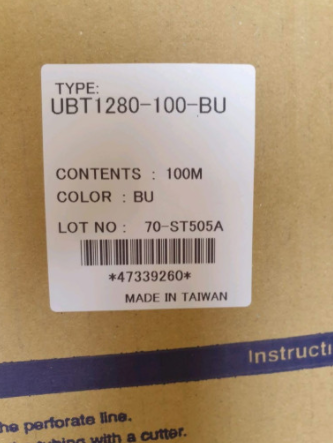 TYPE:
UBT1280-100-BU
CONTENTS : 100M
COLOR : BU
LOT NO : 70-ST505A
*47339260*
MADE IN TAIWAN
Instructi
he perforate line.
tubing with a cutter.